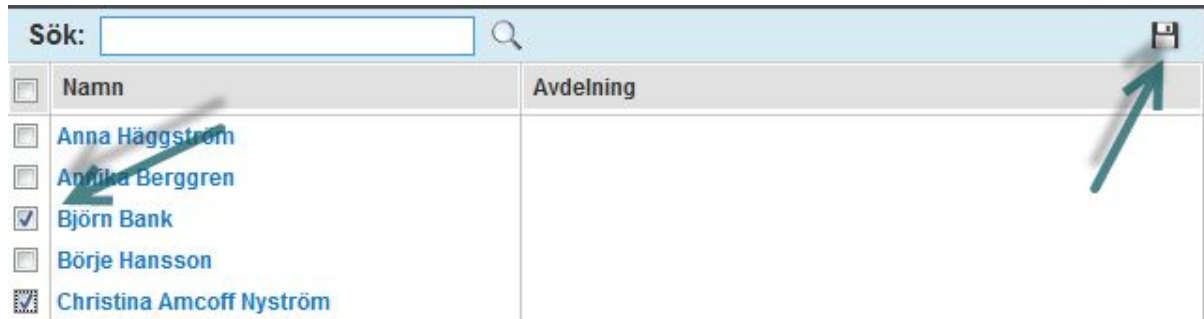 Sök:
Namn Avdelning
Anna Häggström
Annika Berggren
Björn Bank
Börje Hansson
Christina Amcoff Nyström